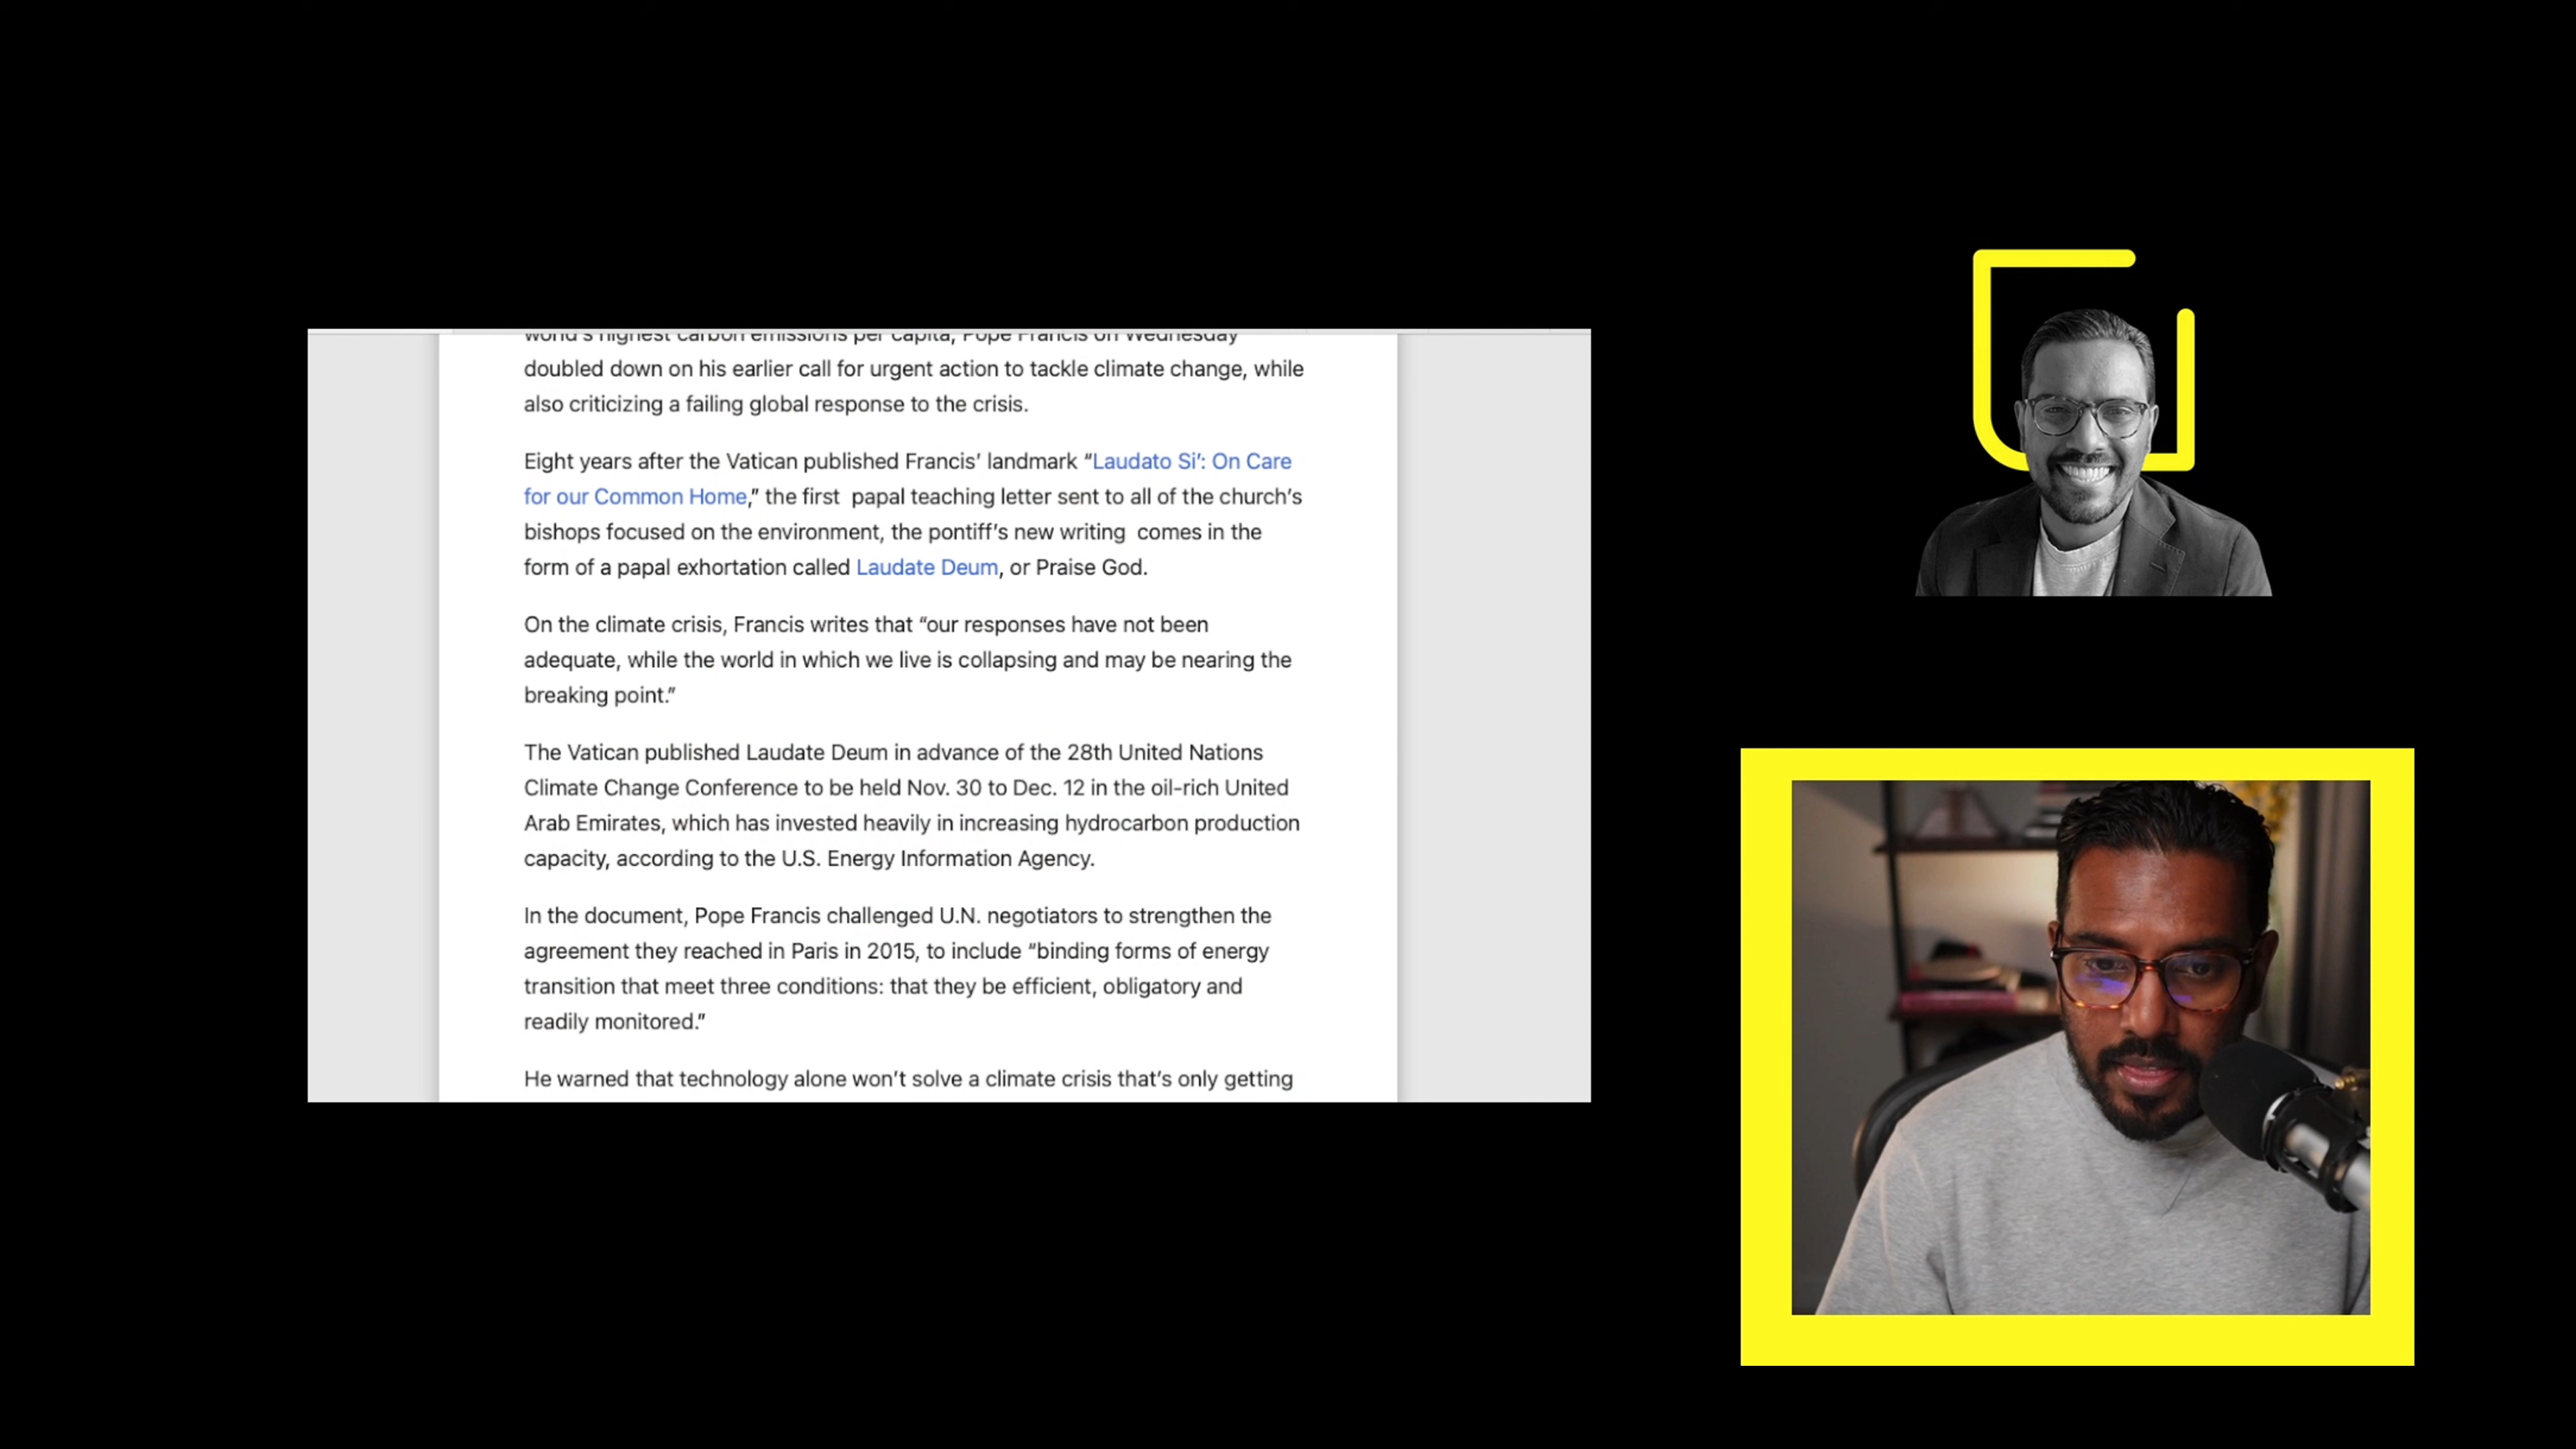 world's highest carbon emissions per capita, Pope Francis on Wednesday
doubled down on his earlier call for urgent action to tackle climate change, while
also criticizing a failing global response to the crisis.
Eight years after the Vatican published Francis’ landmark “Laudato Si’: On Care
for our Common Home,” the first  papal teaching letter sent to all of the church’s
bishops focused on the environment, the pontiff’s new writing  comes in the
form of a papal exhortation called Laudate Deum, or Praise God.
On the climate crisis, Francis writes that “our responses have not been
adequate, while the world in which we live is collapsing and may be nearing the
breaking point.”
The Vatican published Laudate Deum in advance of the 28th United Nations
Climate Change Conference to be held Nov. 30 to Dec. 12 in the oil-rich United
Arab Emirates, which has invested heavily in increasing hydrocarbon production
capacity, according to the U.S. Energy Information Agency.
In the document, Pope Francis challenged U.N. negotiators to strengthen the
agreement they reached in Paris in 2015, to include “binding forms of energy
transition that meet three conditions: that they be efficient, obligatory and
readily monitored.”
He warned that technology alone won’t solve a climate crisis that’s only getting